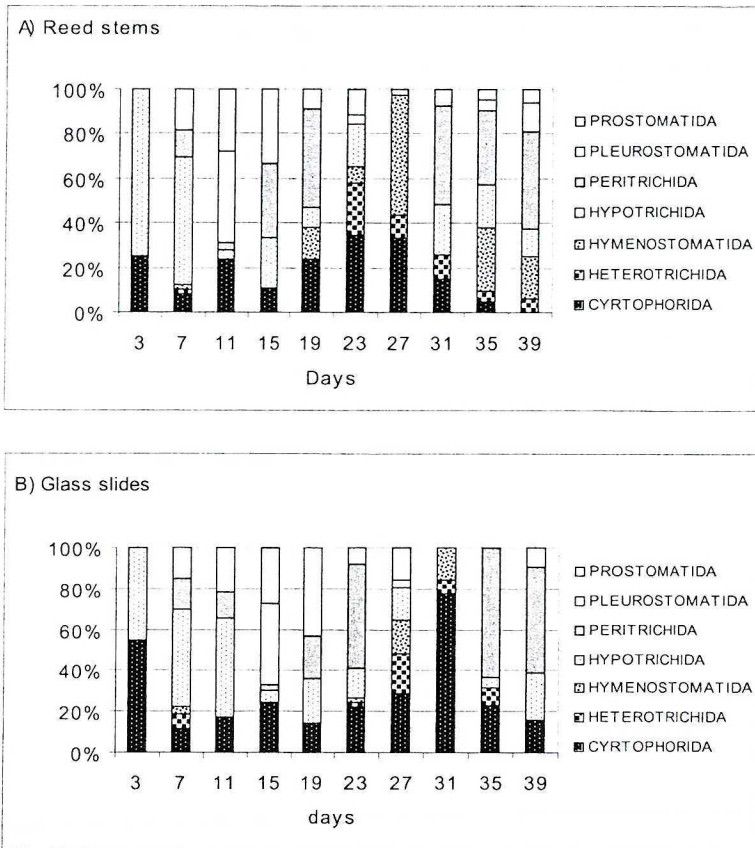 A) Reed stems
100%
80%
60%
40%
20%
0%
3 7 11 15 19 23 27 31 35 39
Days
PROSTOMATIDA
PLEUROSTOMATIDA
PERITRICHIDA
HYPOTRICHIDA
HYMENOSTOMATIDA
HETEROTRICHIDA
CYRTOPHORIDA
B) Glass slides
100%
80%
60%
40%
20%
0%
3 7 11 15 19 23 27 31 35 39
days
PROSTOMATIDA
PLEUROSTOMATIDA
PERITRICHIDA
HYPOTRICHIDA
HYMENOSTOMATIDA
HETEROTRICHIDA
CYRTOPHORIDA